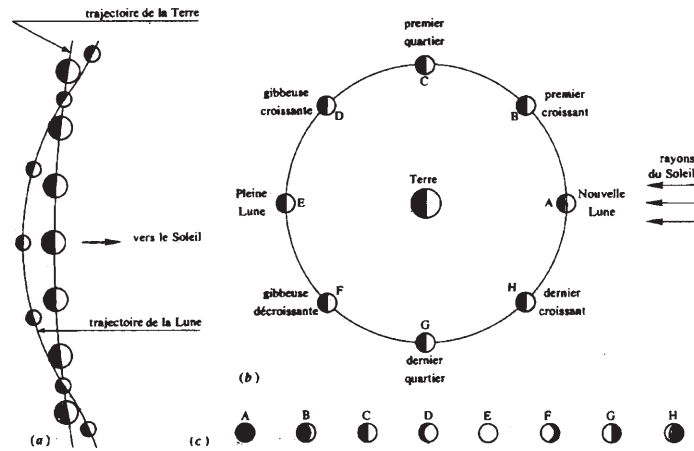 trajectoire de la Terre
vers le Soleil
trajectoire de la Lune
(a)
premier
quartier
C
gibbeuse
croissante
D
premier
croissant
B
Pleine
Lune
E
Terre
A
Nouvelle
Lune
rayons
du Soleil
F
gibbeuse
décroissante
G
dernier
quartier
H
dernier
croissant
(b)
(c)
A B C D E F G H